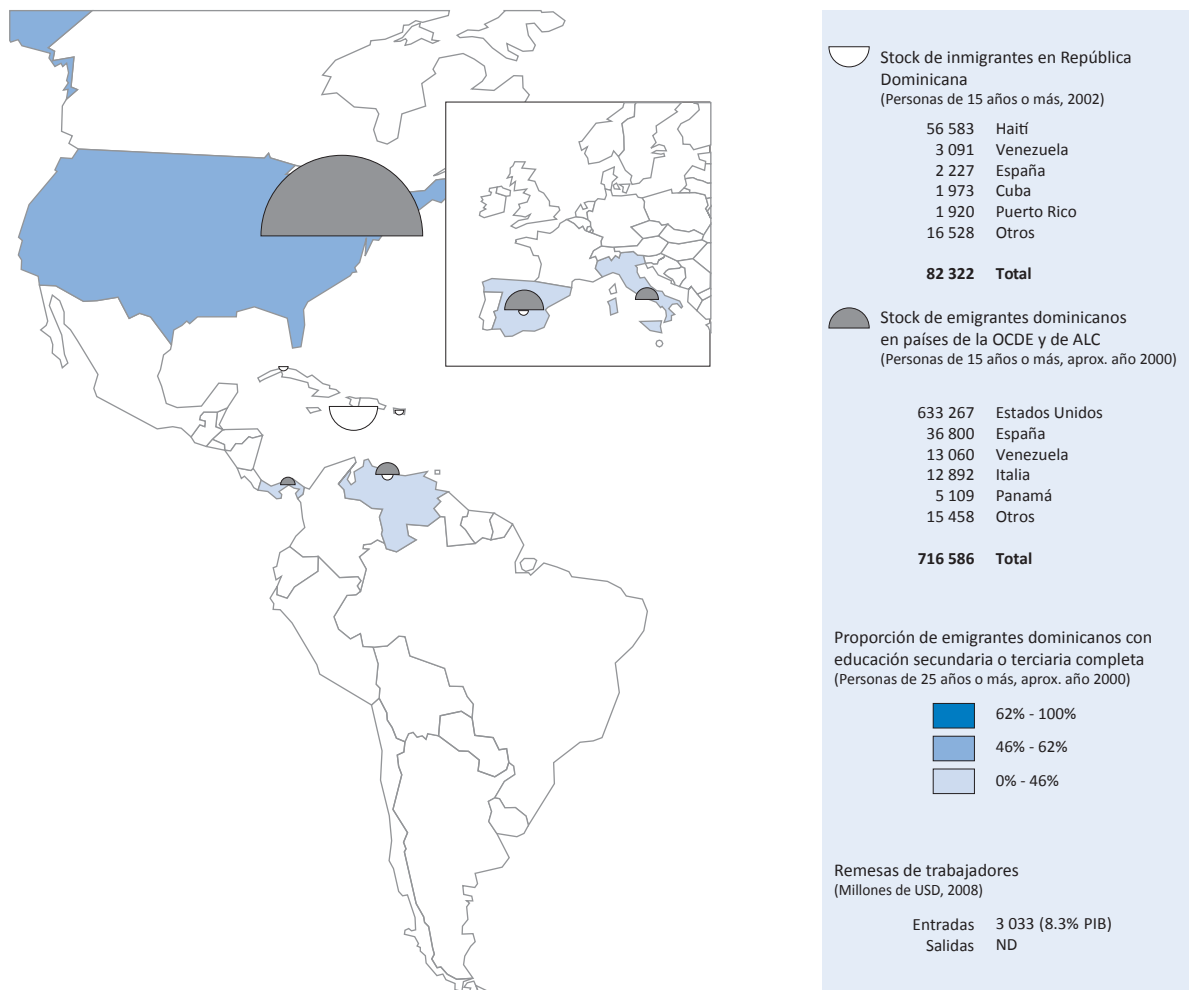 Stock de inmigrantes en República
Dominicana
(Personas de 15 años o más, 2002)
56 583 Haití
3 091 Venezuela
2 227 España
1 973 Cuba
1 920 Puerto Rico
16 528 Otros
82 322 Total
Stock de emigrantes dominicanos
en países de la OCDE y de ALC
(Personas de 15 años o más, aprox. año 2000)
633 267 Estados Unidos
36 800 España
13 060 Venezuela
12 892 Italia
5 109 Panamá
15 458 Otros
716 586 Total
Proporción de emigrantes dominicanos con
educación secundaria o terciaria completa
(Personas de 25 años o más, aprox. año 2000)
62% - 100%
46% - 62%
0% - 46%
Remesas de trabajadores
(Millones de USD, 2008)
Entradas 3 033 (8.3% PIB)
Salidas ND